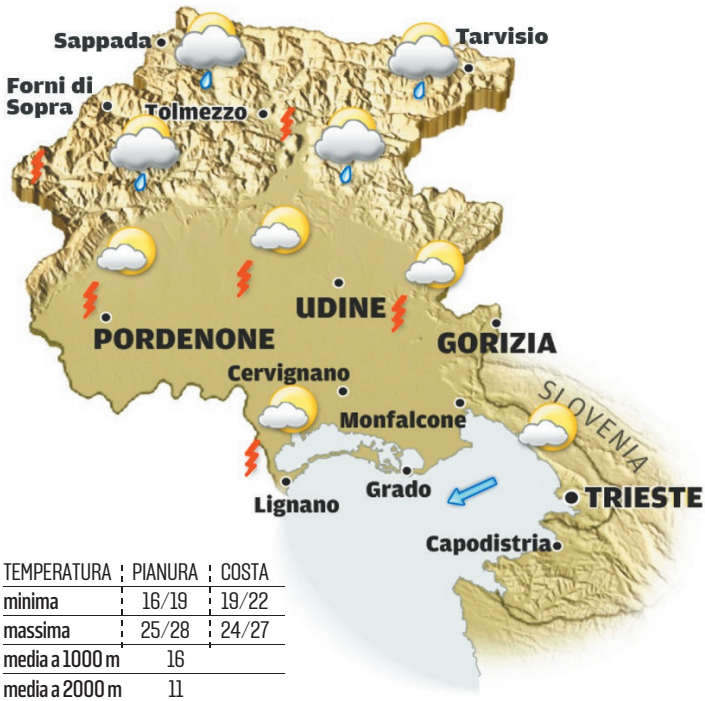 Sappada
Tarvisio
Forni di
Sopra
Tolmezzo
UDINE
PORDENONE
GORIZIA
Cervignano
SLOVENIA
Monfalcone
Grado
Lignano
TRIESTE
Capodistria
TEMPERATURA PIANURA COSTA
minima 16/19 19/22
massima 25/28 24/27
media a 1000 m 16
media a 2000 m 11